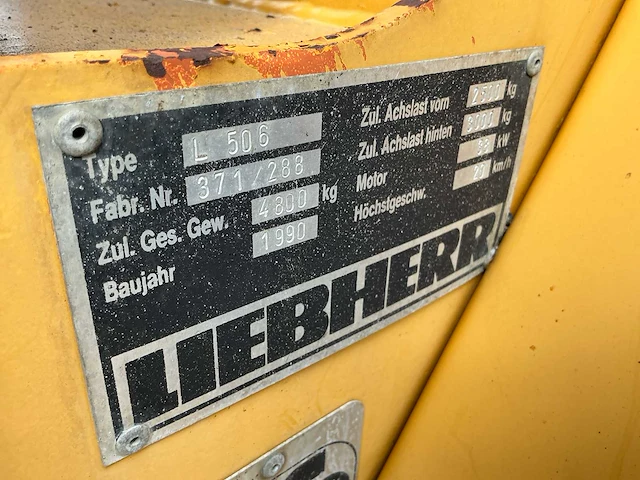 Type L 506
Fabr. Nr. 371/288
Zul. Ges. Gew. 4800 kg
Baujahr 1990
Zul. Achslast vorn kg
Zul. Achslast hinten kg
Motor kW
Höchstgeschw. 20 km/h
LIEBHERR